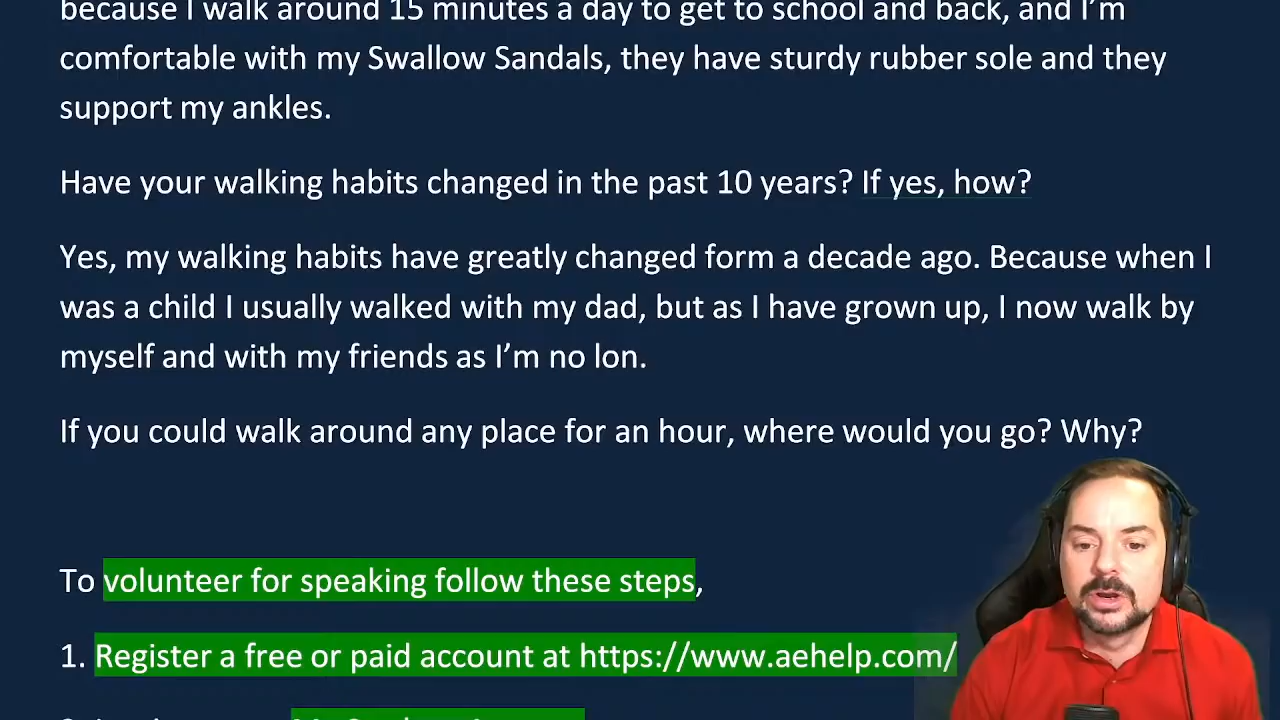 because I walk around 15 minutes a day to get to school and back, and I'm
comfortable with my Swallow Sandals, they have sturdy rubber sole and they
support my ankles.
Have your walking habits changed in the past 10 years? If yes, how?
Yes, my walking habits have greatly changed form a decade ago. Because when I
was a child I usually walked with my dad, but as I have grown up, I now walk by
myself and with my friends as I'm no lon.
If you could walk around any place for an hour, where would you go? Why?
To volunteer for speaking follow these steps,
1. Register a free or paid account at https://www.aehelp.com/